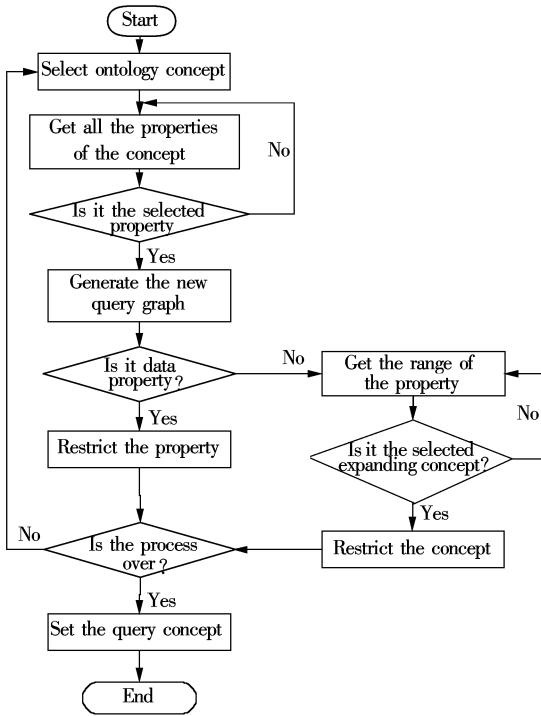 Start
Select ontology concept
Get all the properties
of the concept
No
Is it the selected
property
Yes
Generate the new
query graph
Is it data
property?
No
Get the range of
the property
No
Yes
Restrict the property
Is it the selected
expanding concept?
Yes
No
Is the process
over?
Restrict the concept
Yes
Set the query concept
End